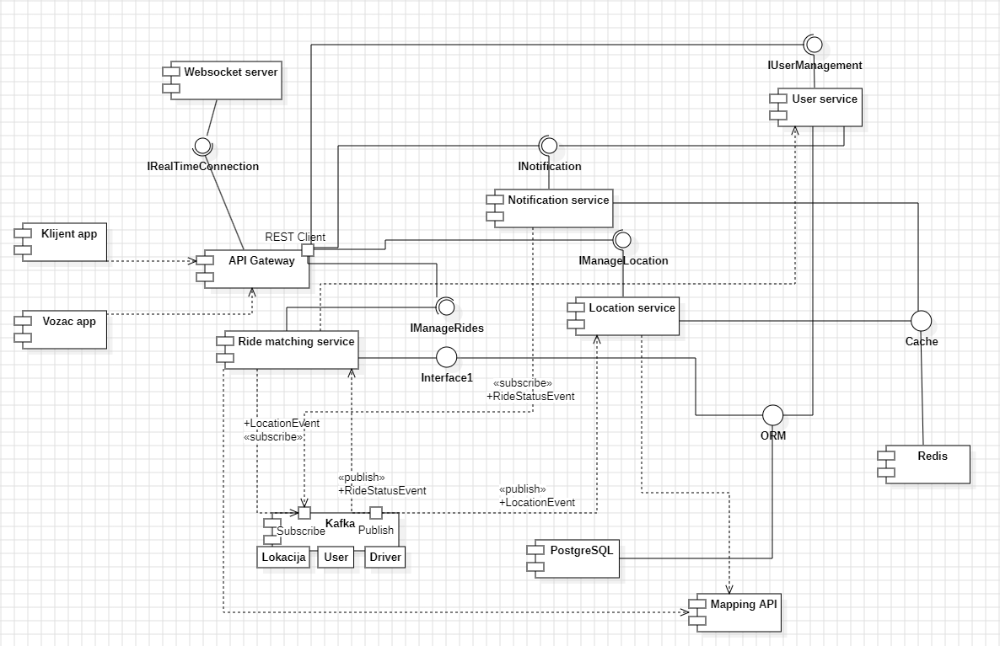 IUserManagement
Websocket server
User service
IRealTimeConnection
INotification
Notification service
Klijent app
REST Client
API Gateway
IManageLocation
Location service
Vozac app
IManageRides
Ride matching service
Cache
Interface1
«subscribe»
+RideStatusEvent
+LocationEvent
«subscribe»
ORM
Redis
«publish»
+RideStatusEvent
«publish»
+LocationEvent
Kafka
Subscribe
Publish
Lokacija
User
Driver
PostgreSQL
Mapping API